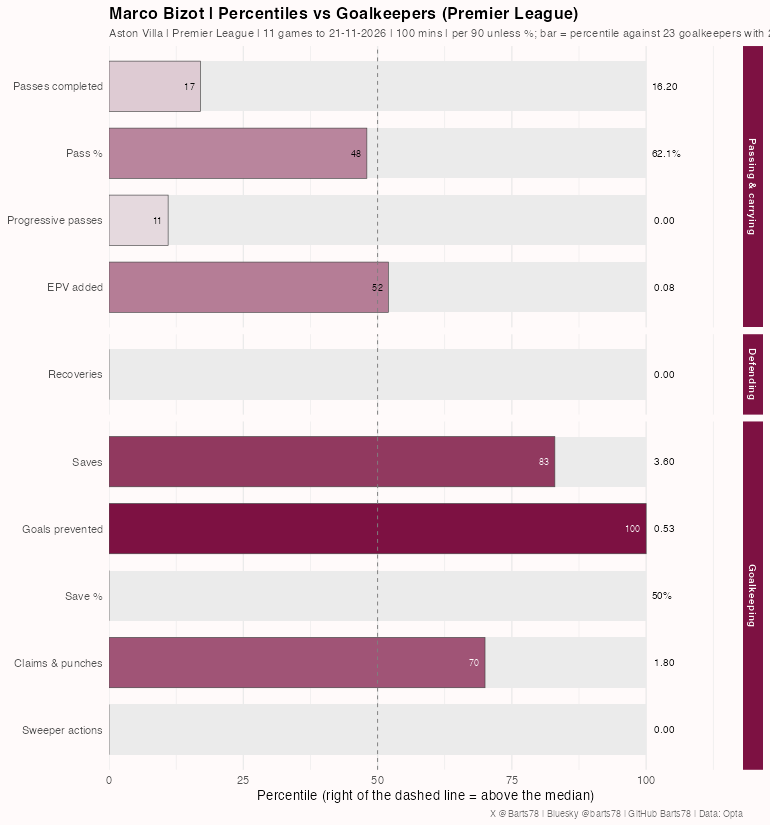 Marco Bizot | Percentiles vs Goalkeepers (Premier League)
Aston Villa | Premier League | 11 games to 21-11-2026 | 100 mins | per 90 unless %; bar = percentile against 23 goalkeepers with
Passes completed 17 16.20
Pass % 48 62.1%
Progressive passes 11 0.00
EPV added 52 0.08
Passing & carrying
Recoveries 0.00
Defending
Saves 83 3.60
Goals prevented 100 0.53
Save % 50%
Claims & punches 70 1.80
Sweeper actions 0.00
Goalkeeping
0 25 50 75 100
Percentile (right of the dashed line = above the median)
X @Barts78 | Bluesky @barts78 | GitHub Barts78 | Data: Opta